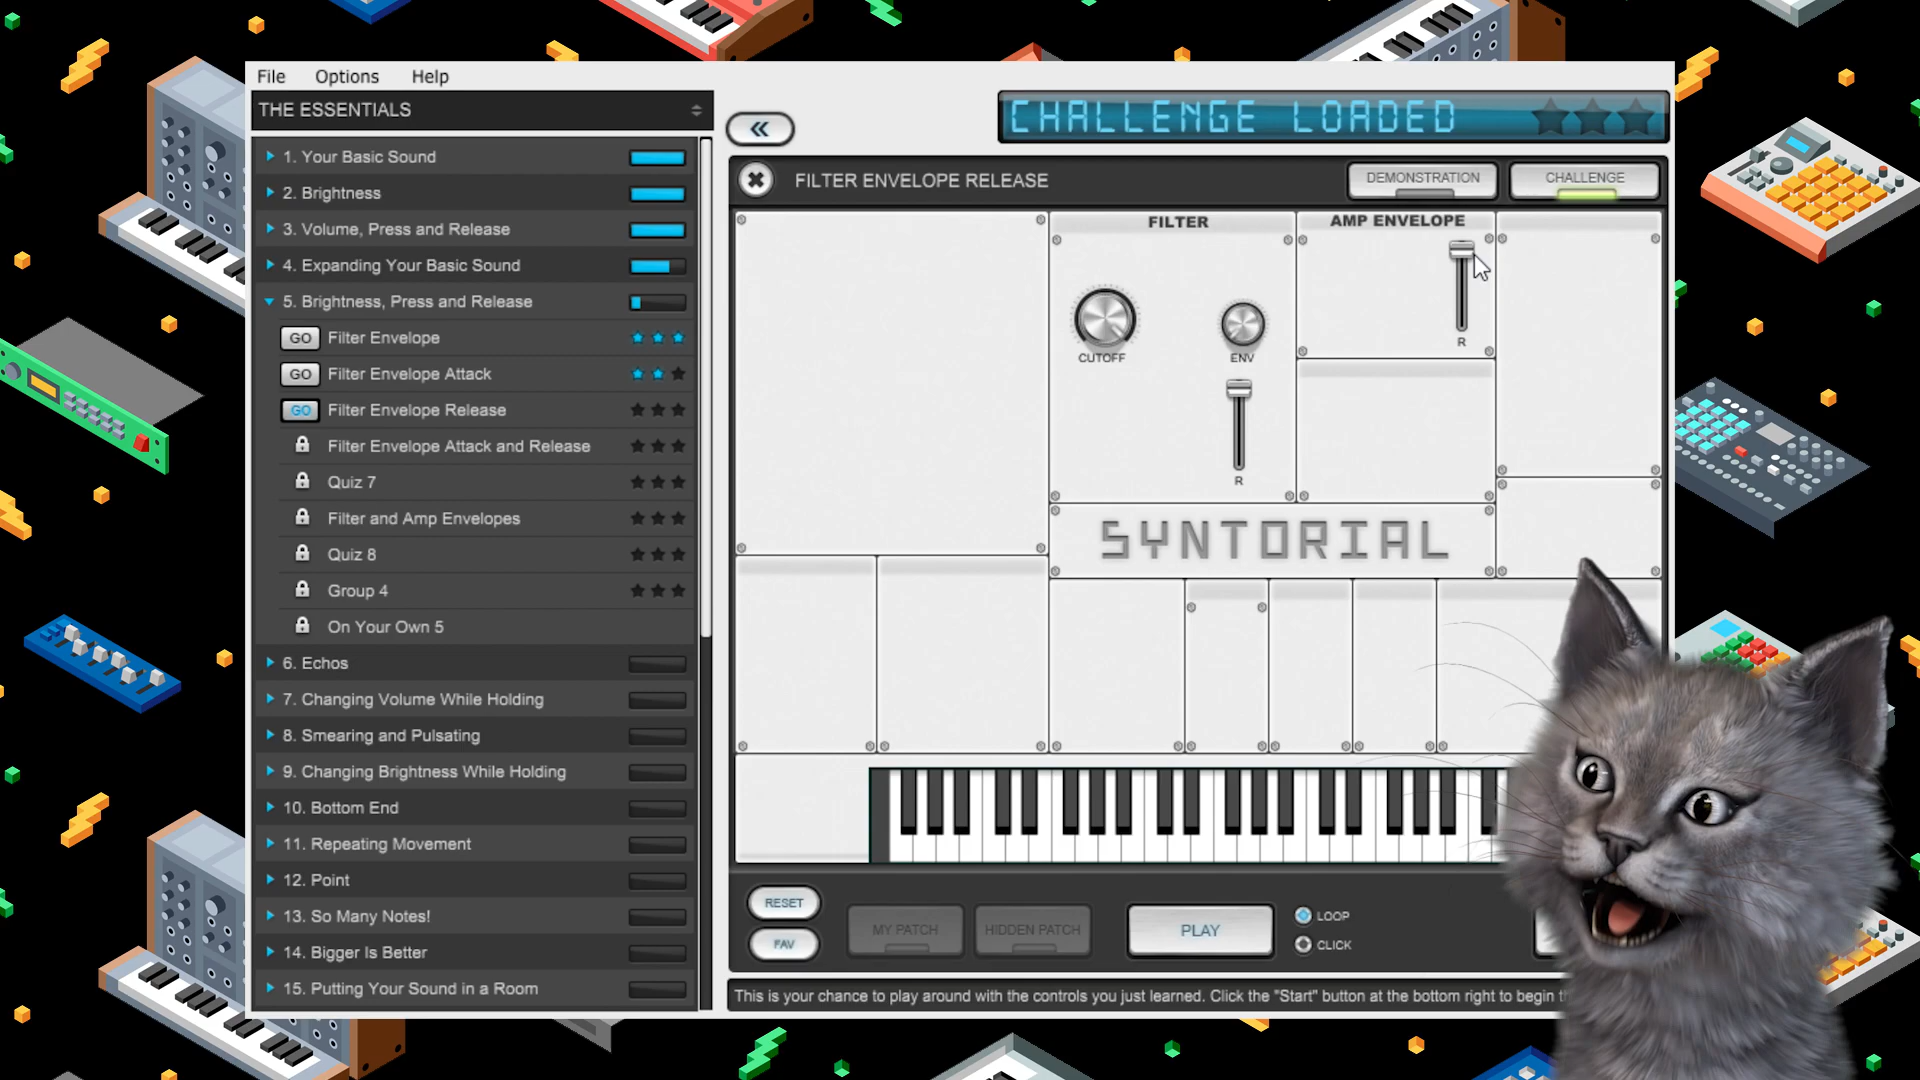 File Options Help
THE ESSENTIALS
1. Your Basic Sound
2. Brightness
3. Volume, Press and Release
4. Expanding Your Basic Sound
5. Brightness, Press and Release
GO Filter Envelope
GO Filter Envelope Attack
GO Filter Envelope Release
Filter Envelope Attack and Release
Quiz 7
Filter and Amp Envelopes
Quiz 8
Group 4
On Your Own 5
6. Echos
7. Changing Volume While Holding
8. Smearing and Pulsating
9. Changing Brightness While Holding
10. Bottom End
11. Repeating Movement
12. Point
13. So Many Notes!
14. Bigger Is Better
15. Putting Your Sound in a Room
CHALLENGE LOADED
FILTER ENVELOPE RELEASE
DEMONSTRATION
CHALLENGE
FILTER
AMP ENVELOPE
CUTOFF
ENV
R
R
SYNTORIAL
RESET
FAV
MY PATCH
HIDDEN PATCH
PLAY
LOOP
CLICK
This is your chance to play around with the controls you just learned. Click the "Start" button at the bottom right to begin